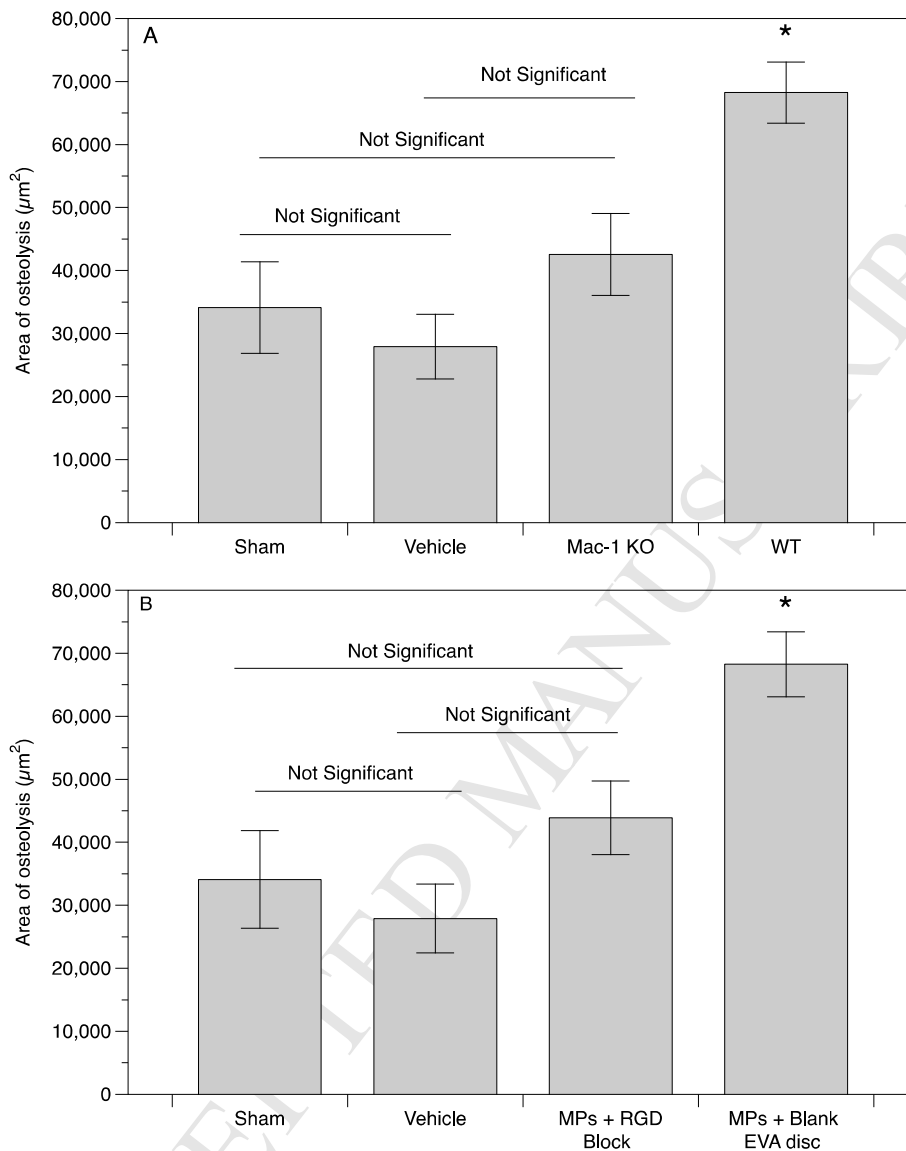 A
*
Not Significant
Not Significant
Not Significant
Area of osteolysis (µm²)
80,000
70,000
60,000
50,000
40,000
30,000
20,000
10,000
0
Sham Vehicle Mac-1 KO WT
B
*
Not Significant
Not Significant
Not Significant
Area of osteolysis (µm²)
80,000
70,000
60,000
50,000
40,000
30,000
20,000
10,000
0
Sham Vehicle MPs + RGD MPs + Blank
Block EVA disc
MANUS